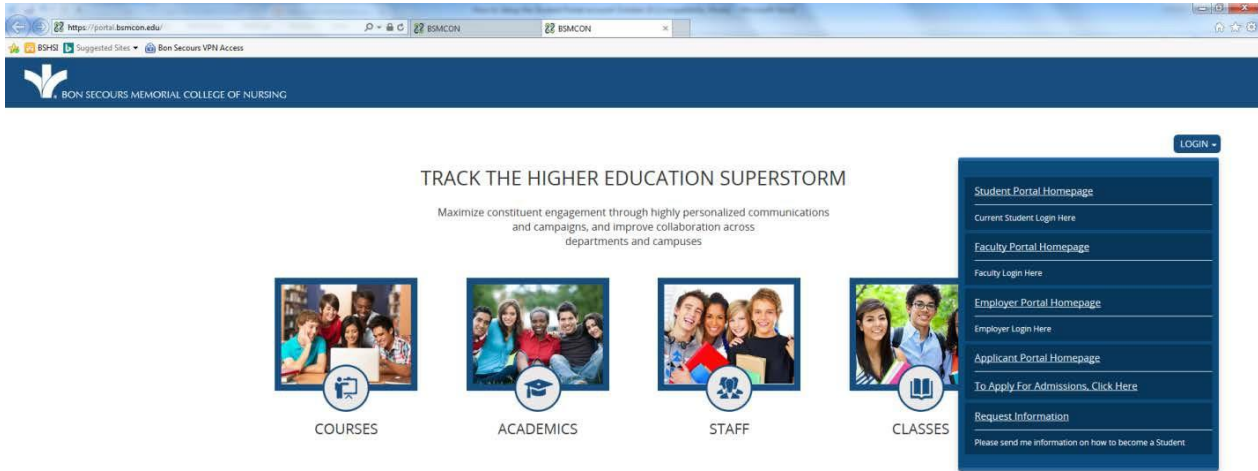 https://portal.bsmcon.edu/
BSMCON
BSMCON
BSHSI Suggested Sites Bon Secours VPN Access
BON SECOURS MEMORIAL COLLEGE OF NURSING
LOGIN
TRACK THE HIGHER EDUCATION SUPERSTORM
Maximize constituent engagement through highly personalized communications
and campaigns, and improve collaboration across
departments and campuses
COURSES
ACADEMICS
STAFF
CLASSES
Student Portal Homepage
Current Student Login Here
Faculty Portal Homepage
Faculty Login Here
Employer Portal Homepage
Employer Login Here
Applicant Portal Homepage
To Apply For Admissions, Click Here
Request Information
Please send me information on how to become a Student